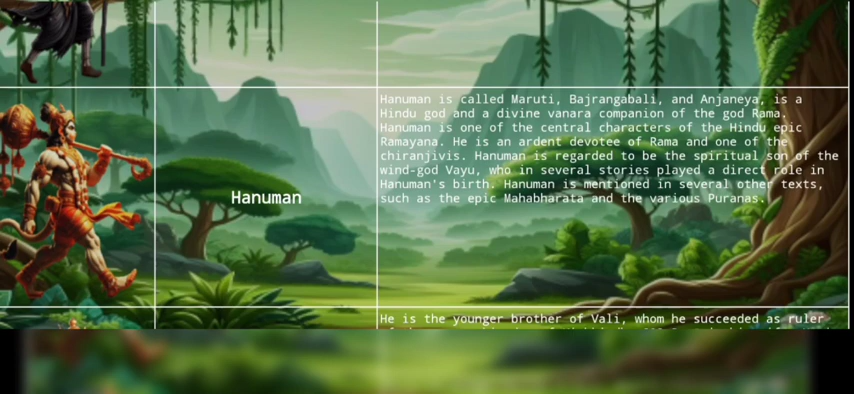 Hanuman
Hanuman is called Maruti, Bajrangabali, and Anjaneya, is a
Hindu god and a divine vanara companion of the god Rama.
Hanuman is one of the central characters of the Hindu epic
Ramayana. He is an ardent devotee of Rama and one of the
chiranjivis. Hanuman is regarded to be the spiritual son of the
wind-god Vayu, who in several stories played a direct role in
Hanuman's birth. Hanuman is mentioned in several other texts,
such as the epic Mahabharata and the various Puranas.
He is the younger brother of Vali, whom he succeeded as ruler